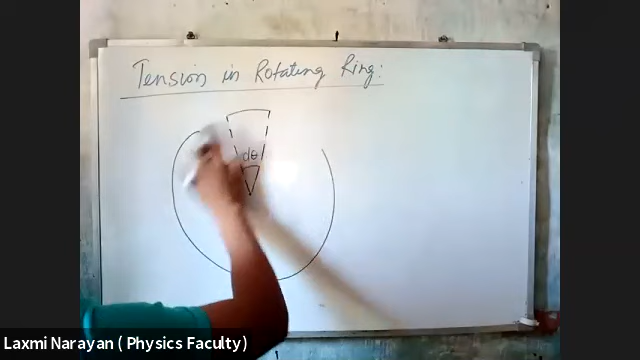 Tension in Rotating Ring:
dθ
Laxmi Narayan ( Physics Faculty)